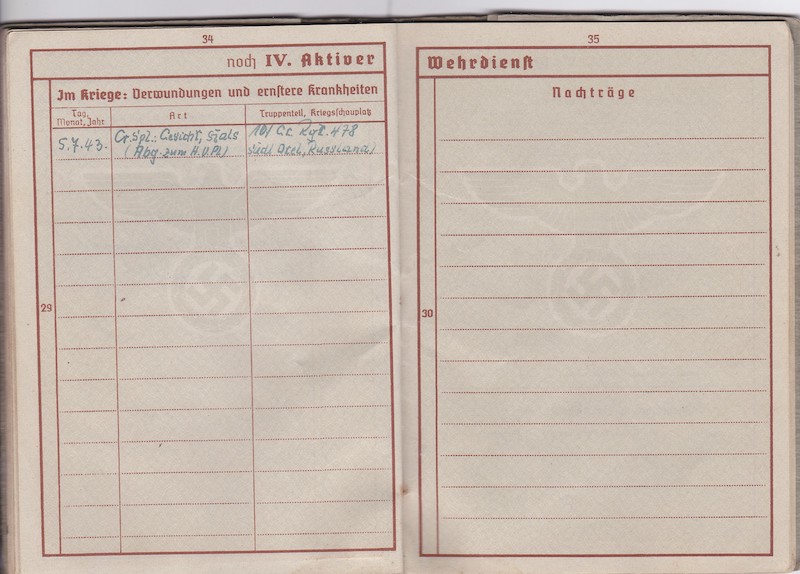 34
noch IV. Aktiver
Im Kriege: Verwundungen und ernstere Krankheiten
Tag, Monat, Jahr
Art
Truppenteil, Kriegsschauplatz
5.7.43.
Gr. Spl.: Gesicht, Hals
(Abg. zum H.V.Pl.)
10/Gr. Rgt. 478
südl. Orel, Russland)
29
35
Wehrdienst
Nachträge
30